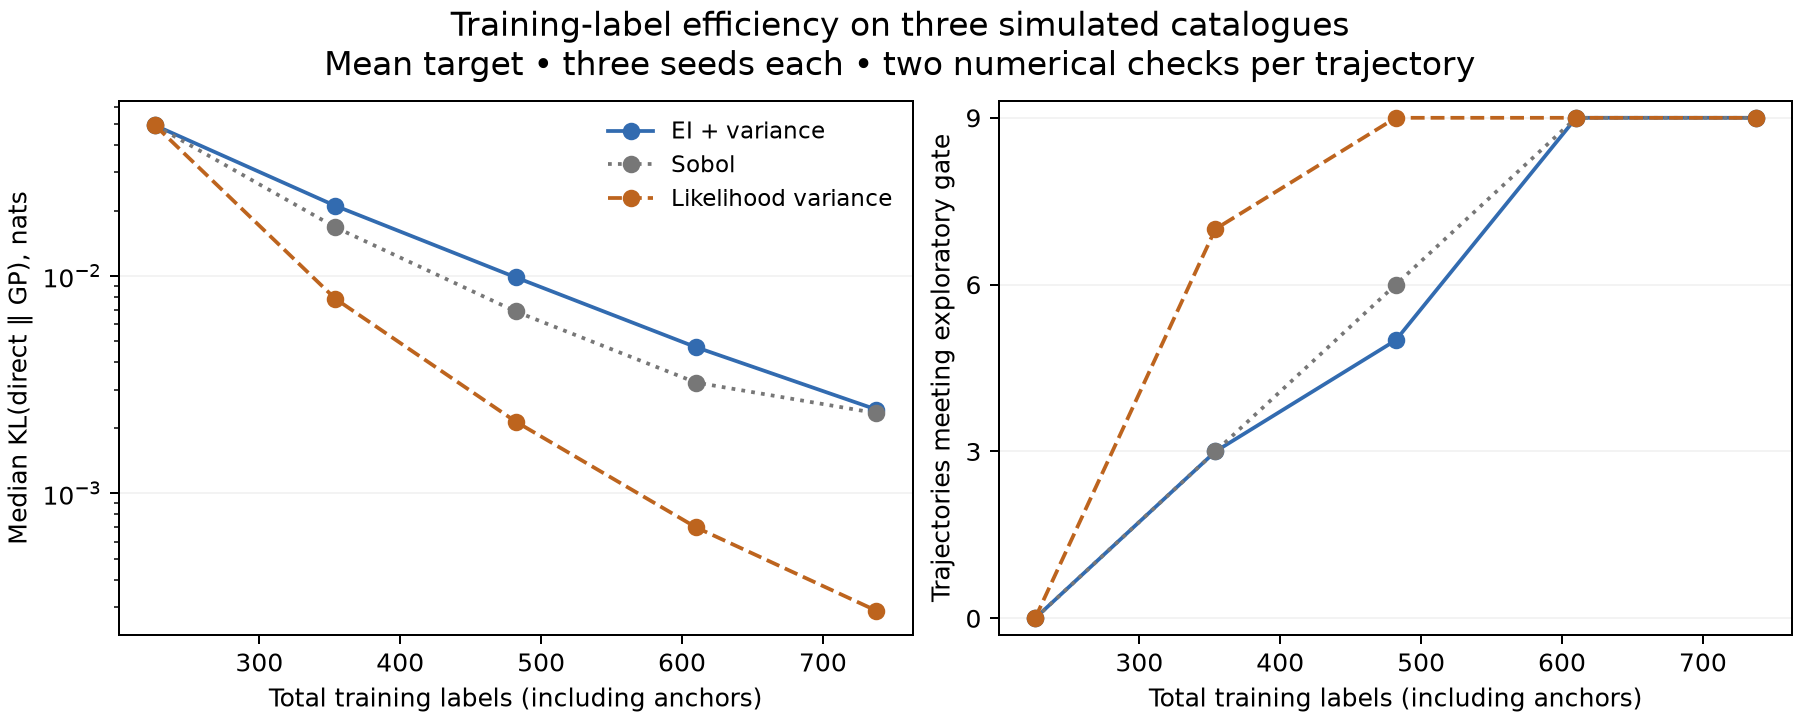 Training-label efficiency on three simulated catalogues
Mean target • three seeds each • two numerical checks per trajectory
Median KL(direct ∥ GP), nats
10⁻²
10⁻³
EI + variance
Sobol
Likelihood variance
300 400 500 600 700
Total training labels (including anchors)
Trajectories meeting exploratory gate
9
6
3
0
300 400 500 600 700
Total training labels (including anchors)